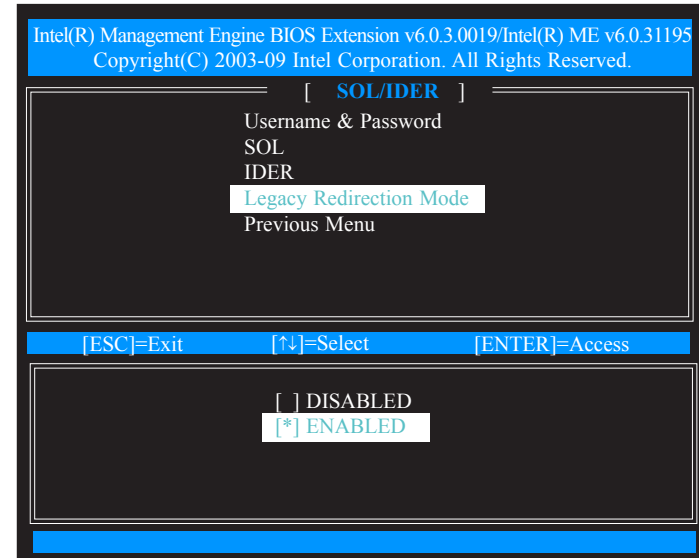 Intel(R) Management Engine BIOS Extension v6.0.3.0019/Intel(R) ME v6.0.31195
Copyright(C) 2003-09 Intel Corporation. All Rights Reserved.
[ SOL/IDER ]
Username & Password
SOL
IDER
Legacy Redirection Mode
Previous Menu
[ESC]=Exit [↑↓]=Select [ENTER]=Access
[ ] DISABLED
[*] ENABLED